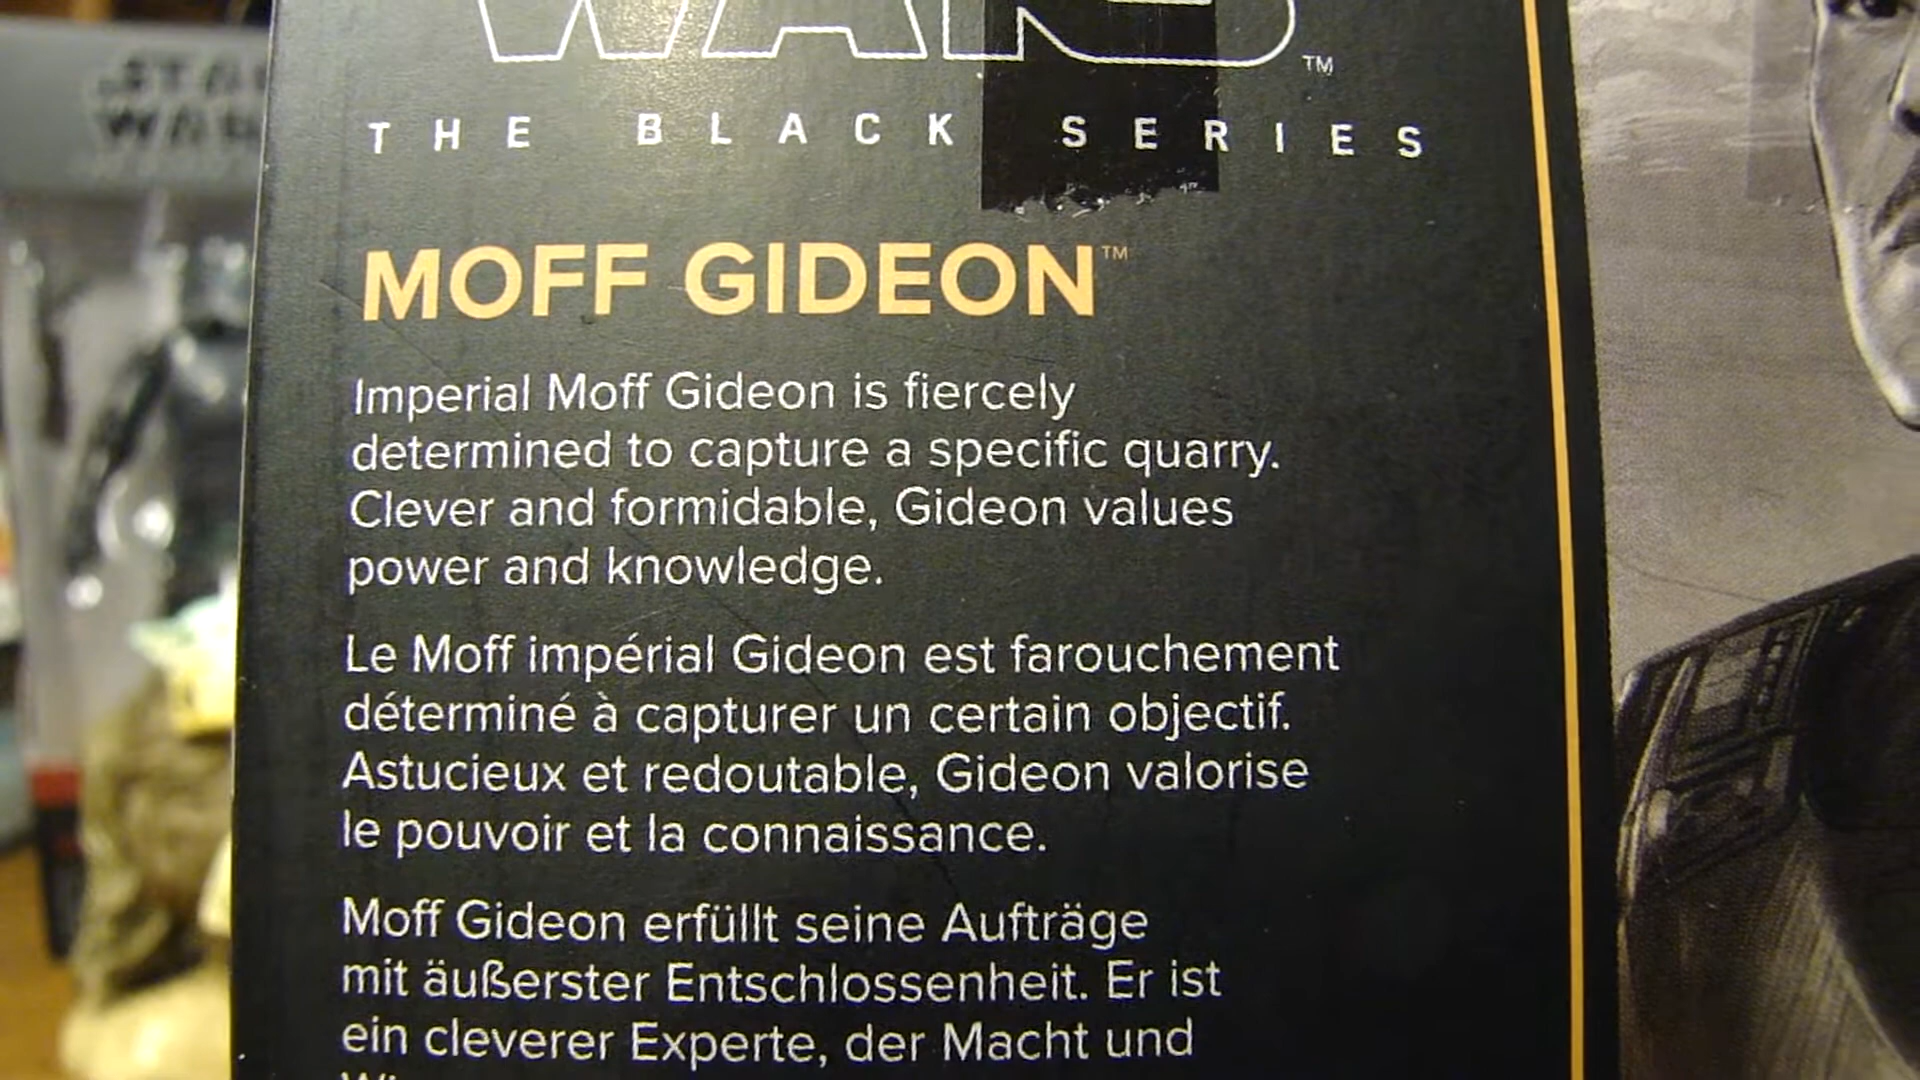 WARS™
THE BLACK SERIES
MOFF GIDEON™
Imperial Moff Gideon is fiercely
determined to capture a specific quarry.
Clever and formidable, Gideon values
power and knowledge.
Le Moff impérial Gideon est farouchement
déterminé à capturer un certain objectif.
Astucieux et redoutable, Gideon valorise
le pouvoir et la connaissance.
Moff Gideon erfüllt seine Aufträge
mit äußerster Entschlossenheit. Er ist
ein cleverer Experte, der Macht und
STAR
WARS